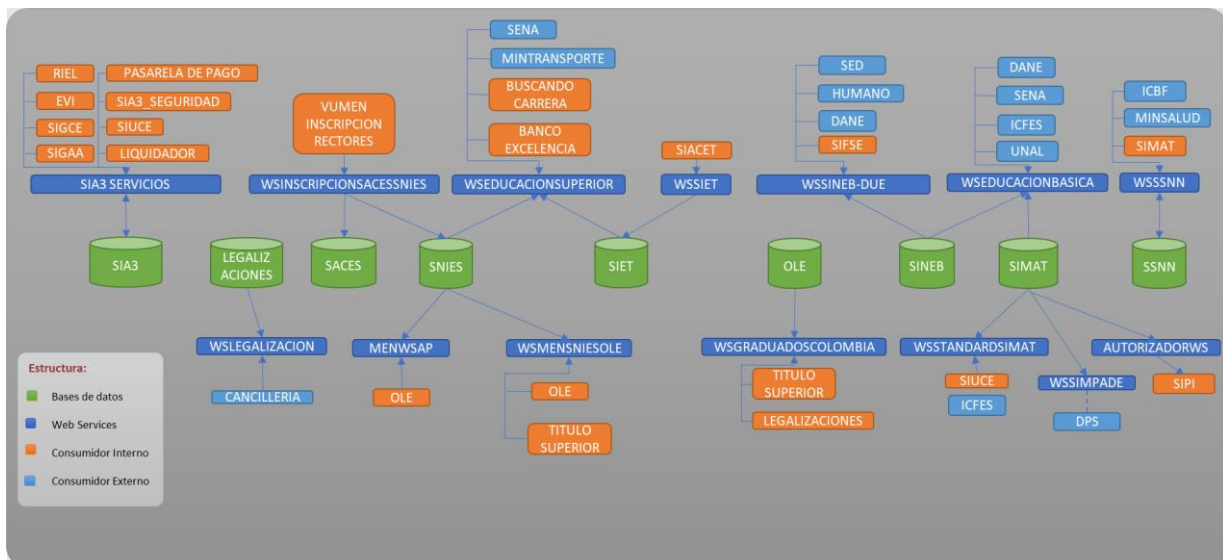 SENA
MINTRANSPORTE
BUSCANDO
CARRERA
BANCO
EXCELENCIA
RIEL
EVI
SIGCE
SIGAA
PASARELA DE PAGO
SIA3_SEGURIDAD
SIUCE
LIQUIDADOR
VUMEN
INSCRIPCION
RECTORES
SIACET
SED
HUMANO
DANE
SIFSE
DANE
SENA
ICFES
UNAL
ICBF
MINSALUD
SIMAT
SIA3 SERVICIOS
WSINSCRIPCIONSACESSNIES
WSEDUCACIONSUPERIOR
WSSIET
WSSINEB-DUE
WSEDUCACIONBASICA
WSSSNN
SIA3
LEGALIZ
ACIONES
SACES
SNIES
SIET
OLE
SINEB
SIMAT
SSNN
WSLEGALIZACION
MENWSAP
WSMENSNIESOLE
WSGRADUADOSCOLOMBIA
WSSTANDARDSIMAT
AUTORIZADORWS
CANCILLERIA
OLE
OLE
TITULO
SUPERIOR
TITULO
SUPERIOR
LEGALIZACIONES
SIUCE
ICFES
WSSIMPADE
DPS
SIPI
Estructura:
Bases de datos
Web Services
Consumidor Interno
Consumidor Externo